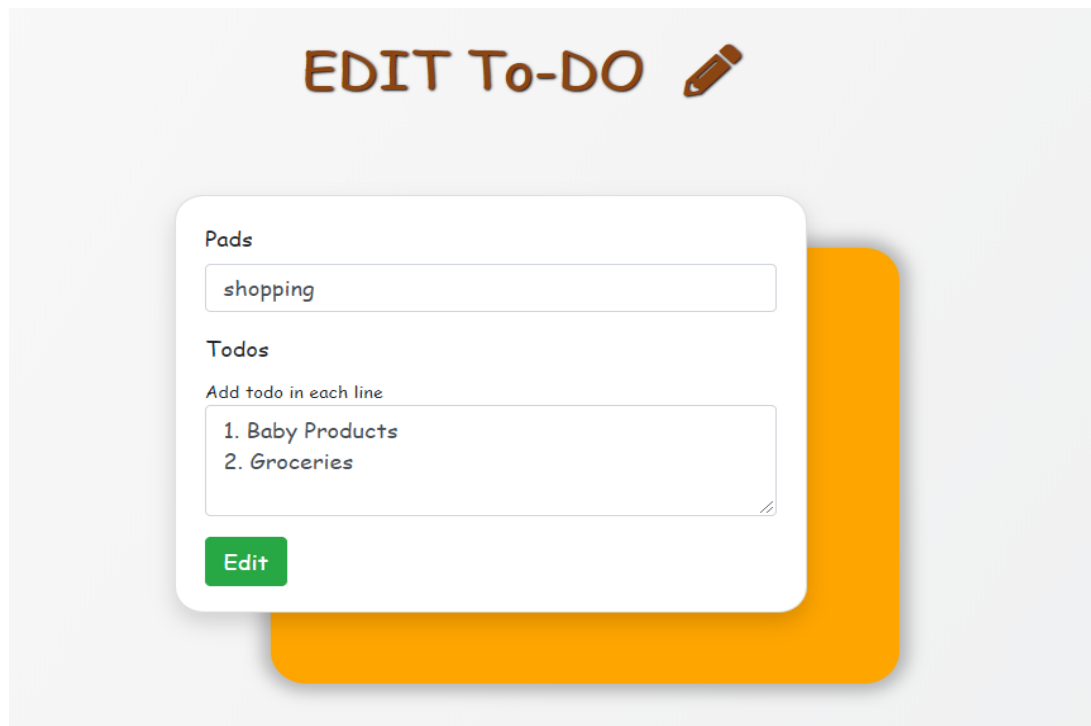 EDIT To-DO
Pads
shopping
Todos
Add todo in each line
1. Baby Products
2. Groceries
Edit